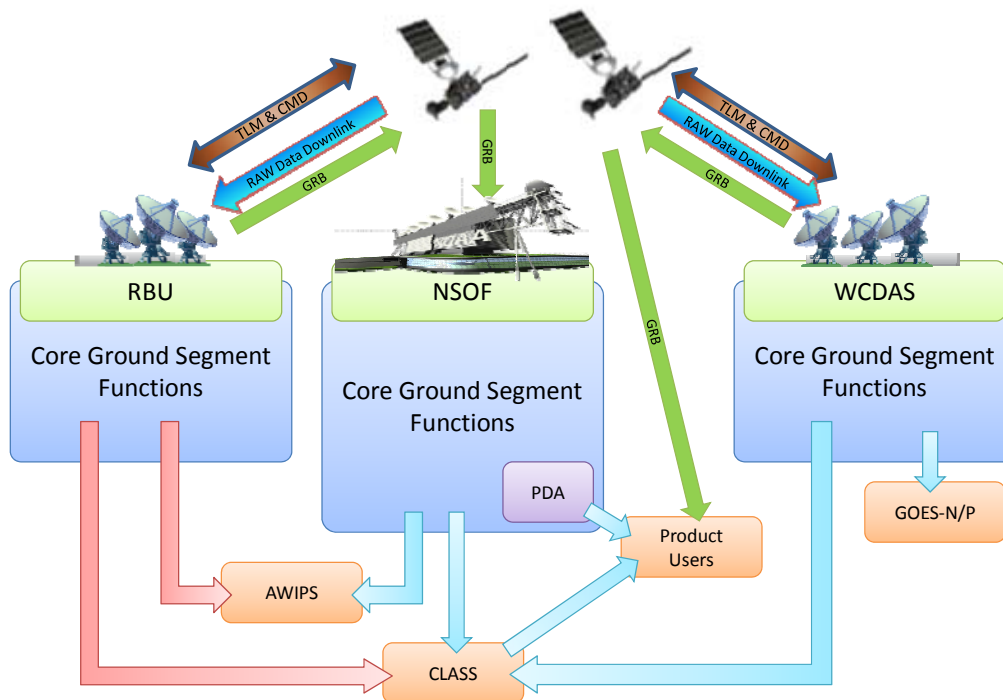 TLM & CMD
RAW Data Downlink
GRB
GRB
TLM & CMD
RAW Data Downlink
GRB
GRB
RBU
Core Ground Segment
Functions
NSOF
Core Ground Segment
Functions
WCDAS
Core Ground Segment
Functions
PDA
GOES-N/P
Product
Users
AWIPS
CLASS